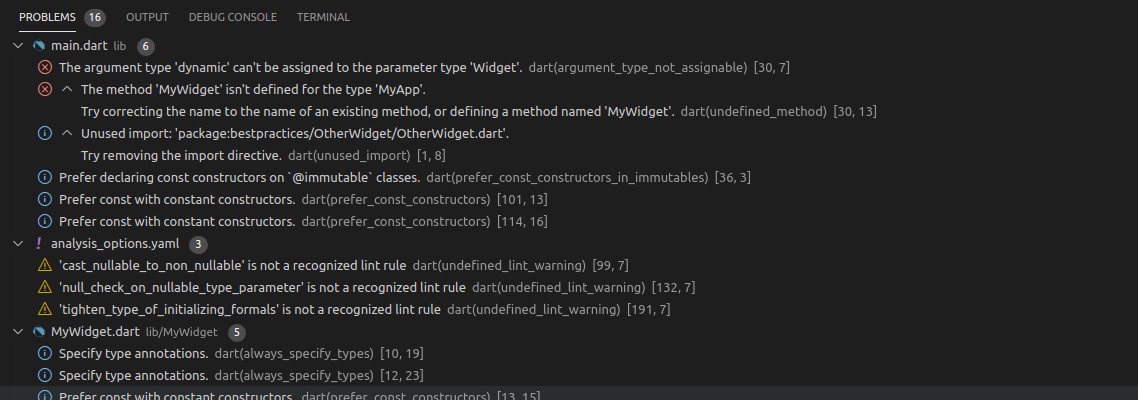 PROBLEMS 16 OUTPUT DEBUG CONSOLE TERMINAL
main.dart lib 6
The argument type 'dynamic' can't be assigned to the parameter type 'Widget'. dart(argument_type_not_assignable) [30, 7]
The method 'MyWidget' isn't defined for the type 'MyApp'.
Try correcting the name to the name of an existing method, or defining a method named 'MyWidget'. dart(undefined_method) [30, 13]
Unused import: 'package:bestpractices/OtherWidget/OtherWidget.dart'.
Try removing the import directive. dart(unused_import) [1, 8]
Prefer declaring const constructors on `@immutable` classes. dart(prefer_const_constructors_in_immutables) [36, 3]
Prefer const with constant constructors. dart(prefer_const_constructors) [101, 13]
Prefer const with constant constructors. dart(prefer_const_constructors) [114, 16]
analysis_options.yaml 3
'cast_nullable_to_non_nullable' is not a recognized lint rule dart(undefined_lint_warning) [99, 7]
'null_check_on_nullable_type_parameter' is not a recognized lint rule dart(undefined_lint_warning) [132, 7]
'tighten_type_of_initializing_formals' is not a recognized lint rule dart(undefined_lint_warning) [191, 7]
MyWidget.dart lib/MyWidget 5
Specify type annotations. dart(always_specify_types) [10, 19]
Specify type annotations. dart(always_specify_types) [12, 23]
Prefer const with constant constructors. dart(prefer_const_constructors) [13, 15]